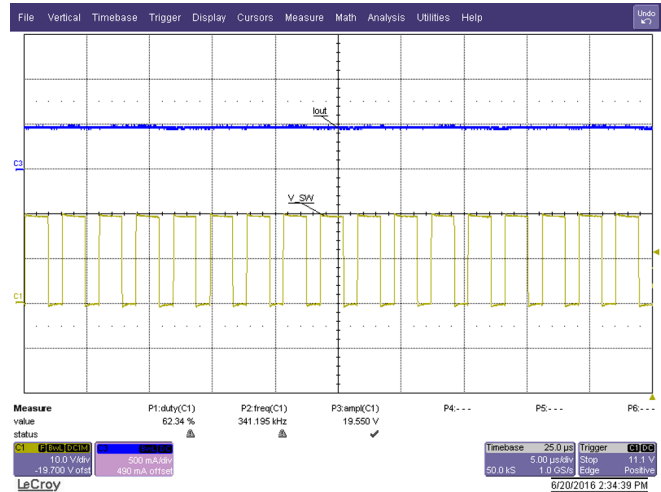 File Vertical Timebase Trigger Display Cursors Measure Math Analysis Utilities Help Undo
Iout
C3
V_SW
C1
Measure P1:duty(C1) P2:freq(C1) P3:ampl(C1) P4:- - - P5:- - - P6:- - -
value 62.34 % 341.195 kHz 19.550 V
status
C1 F BwL DC1M Timebase 25.0 µs Trigger C1 DC
10.0 V/div 500 mA/div 5.00 µs/div Stop 11.1 V
-19.700 V ofst 490 mA offset 50.0 kS 1.0 GS/s Edge Positive
LeCroy 6/20/2016 2:34:39 PM